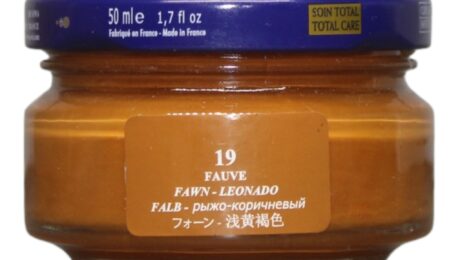 50 ml e 1,7 fl oz
Fabriqué en France - Made in France
SOIN TOTAL
TOTAL CARE
19
FAUVE
FAWN - LEONADO
FALB - рыжо-коричневый
フォーン - 浅黄褐色